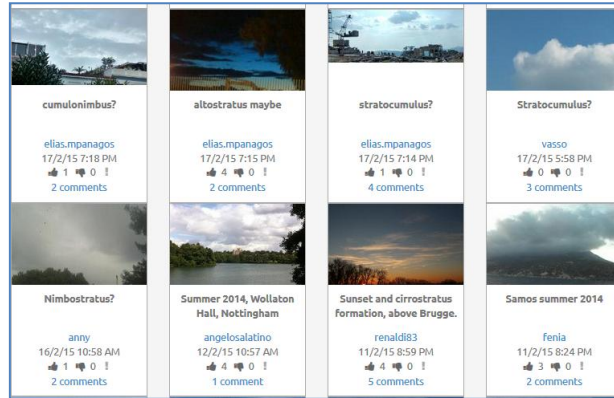 cumulonimbus?
elias.mpanagos
17/2/15 7:18 PM
1 0 !
2 comments
altostratus maybe
elias.mpanagos
17/2/15 7:15 PM
4 0 !
2 comments
stratocumulus?
elias.mpanagos
17/2/15 7:14 PM
1 0 !
4 comments
Stratocumulus?
vasso
17/2/15 5:58 PM
0 0 !
3 comments
Nimbostratus?
anny
16/2/15 10:58 AM
1 0 !
2 comments
Summer 2014, Wollaton
Hall, Nottingham
angelosalatino
12/2/15 10:57 AM
4 0 !
1 comment
Sunset and cirrostratus
formation, above Brugge.
renaldi83
11/2/15 8:59 PM
4 0 !
5 comments
Samos summer 2014
fenia
11/2/15 8:24 PM
3 0 !
2 comments